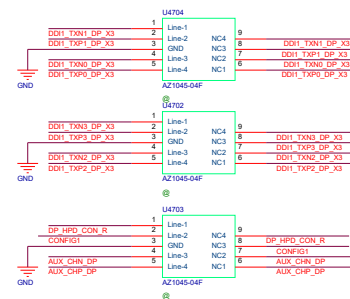 U4704
1 Line-1
DDI1_TXN1_DP_X3 2 Line-2 NC4 9 DDI1_TXN1_DP_X3
DDI1_TXP1_DP_X3 3 GND NC3 8 DDI1_TXP1_DP_X3
DDI1_TXN0_DP_X3 4 Line-3 NC2 7 DDI1_TXN0_DP_X3
DDI1_TXP0_DP_X3 5 Line-4 NC1 6 DDI1_TXP0_DP_X3
GND
AZ1045-04F
@
U4702
1 Line-1
DDI1_TXN3_DP_X3 2 Line-2 NC4 9
DDI1_TXP3_DP_X3 3 GND NC3 8 DDI1_TXN3_DP_X3
DDI1_TXN2_DP_X3 4 Line-3 NC2 7 DDI1_TXP3_DP_X3
DDI1_TXP2_DP_X3 5 Line-4 NC1 6 DDI1_TXN2_DP_X3
DDI1_TXP2_DP_X3
GND
AZ1045-04F
@
U4703
1 Line-1
DP_HPD_CON_R 2 Line-2 NC4 9
CONFIG1 3 GND NC3 8 DP_HPD_CON_R
AUX_CHN_DP 4 Line-3 NC2 7 CONFIG1
AUX_CHP_DP 5 Line-4 NC1 6 AUX_CHN_DP
AUX_CHP_DP
GND
AZ1045-04F
@